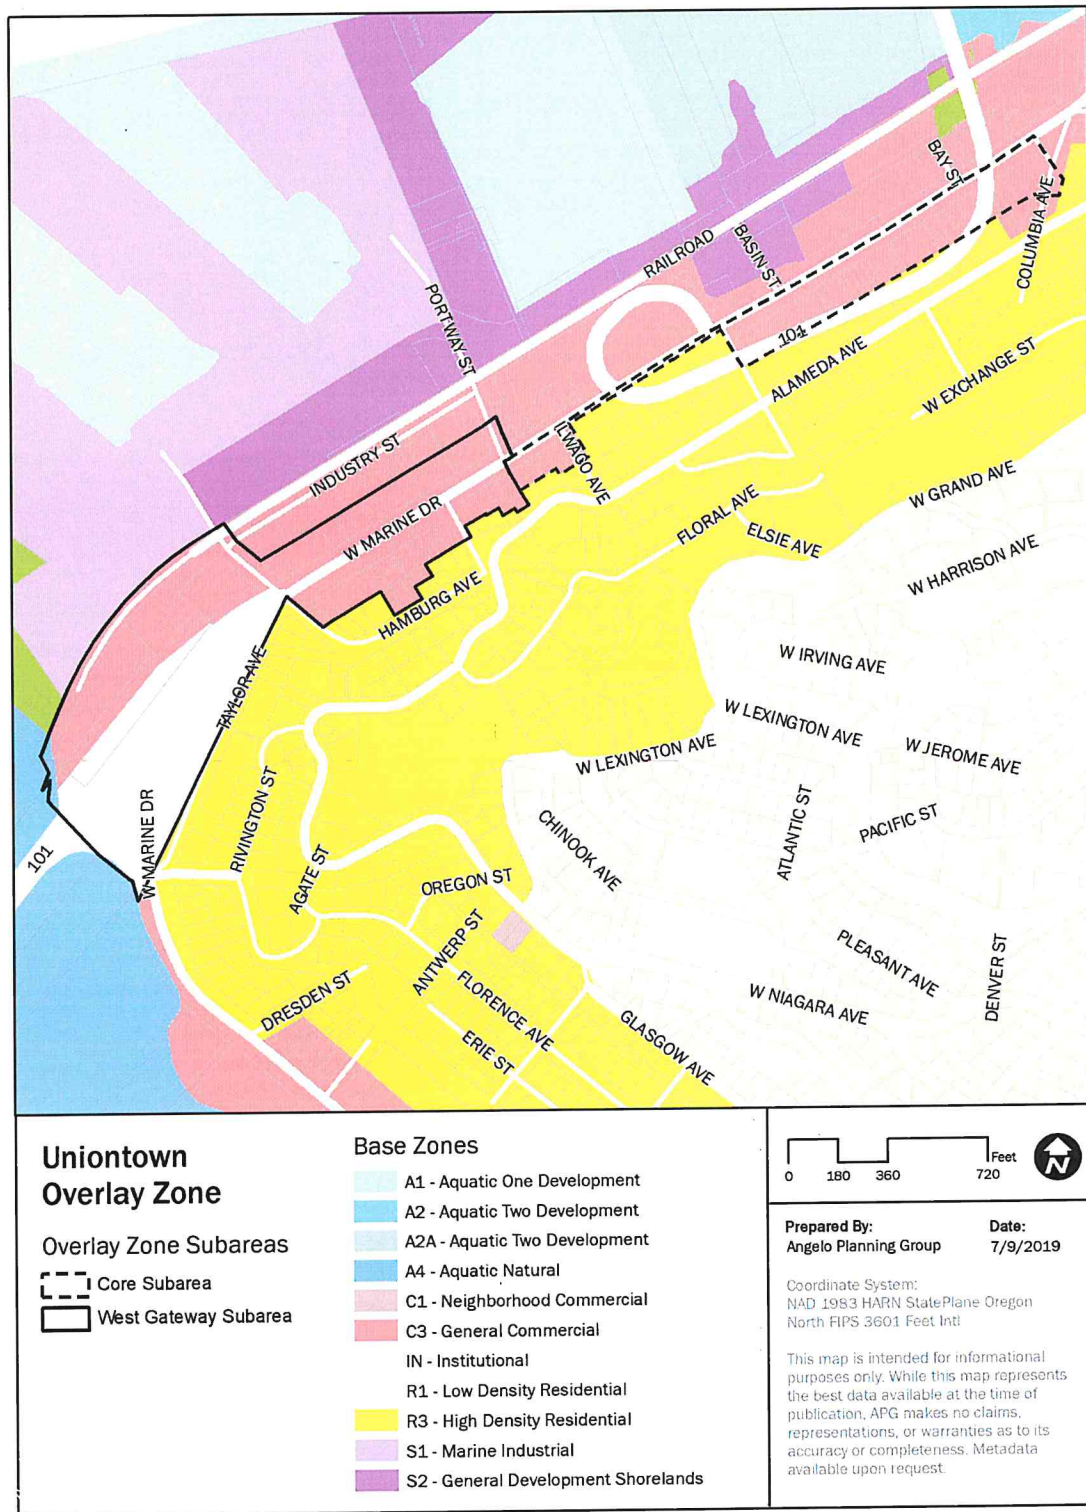 BAY ST
COLUMBIA AVE
RAILROAD
BASIN ST
PORTWAY ST
101
ALAMEDA AVE
W EXCHANGE ST
ILWACO AVE
INDUSTRY ST
W MARINE DR
FLORAL AVE
W GRAND AVE
ELSIE AVE
W HARRISON AVE
HAMBURG AVE
W IRVING AVE
TAYLOR AVE
W LEXINGTON AVE
W LEXINGTON AVE
W JEROME AVE
RIVINGTON ST
W MARINE DR
101
CHINOOK AVE
ATLANTIC ST
PACIFIC ST
AGATE ST
OREGON ST
ANTWERP ST
PLEASANT AVE
DENVER ST
DRESDEN ST
FLORENCE AVE
W NIAGARA AVE
ERIE ST
GLASGOW AVE
Uniontown
Overlay Zone
Overlay Zone Subareas
Core Subarea
West Gateway Subarea
Base Zones
A1 - Aquatic One Development
A2 - Aquatic Two Development
A2A - Aquatic Two Development
A4 - Aquatic Natural
C1 - Neighborhood Commercial
C3 - General Commercial
IN - Institutional
R1 - Low Density Residential
R3 - High Density Residential
S1 - Marine Industrial
S2 - General Development Shorelands
Feet
0 180 360 720
N
Prepared By: Date:
Angelo Planning Group 7/9/2019
Coordinate System:
NAD 1983 HARN StatePlane Oregon
North FIPS 3601 Feet Intl
This map is intended for informational
purposes only. While this map represents
the best data available at the time of
publication, APG makes no claims,
representations, or warranties as to its
accuracy or completeness. Metadata
available upon request.